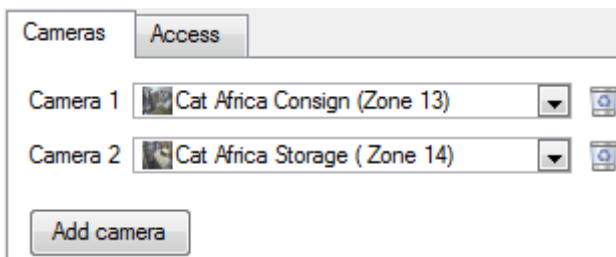 Cameras Access
Camera 1 Cat Africa Consign (Zone 13)
Camera 2 Cat Africa Storage ( Zone 14)
Add camera